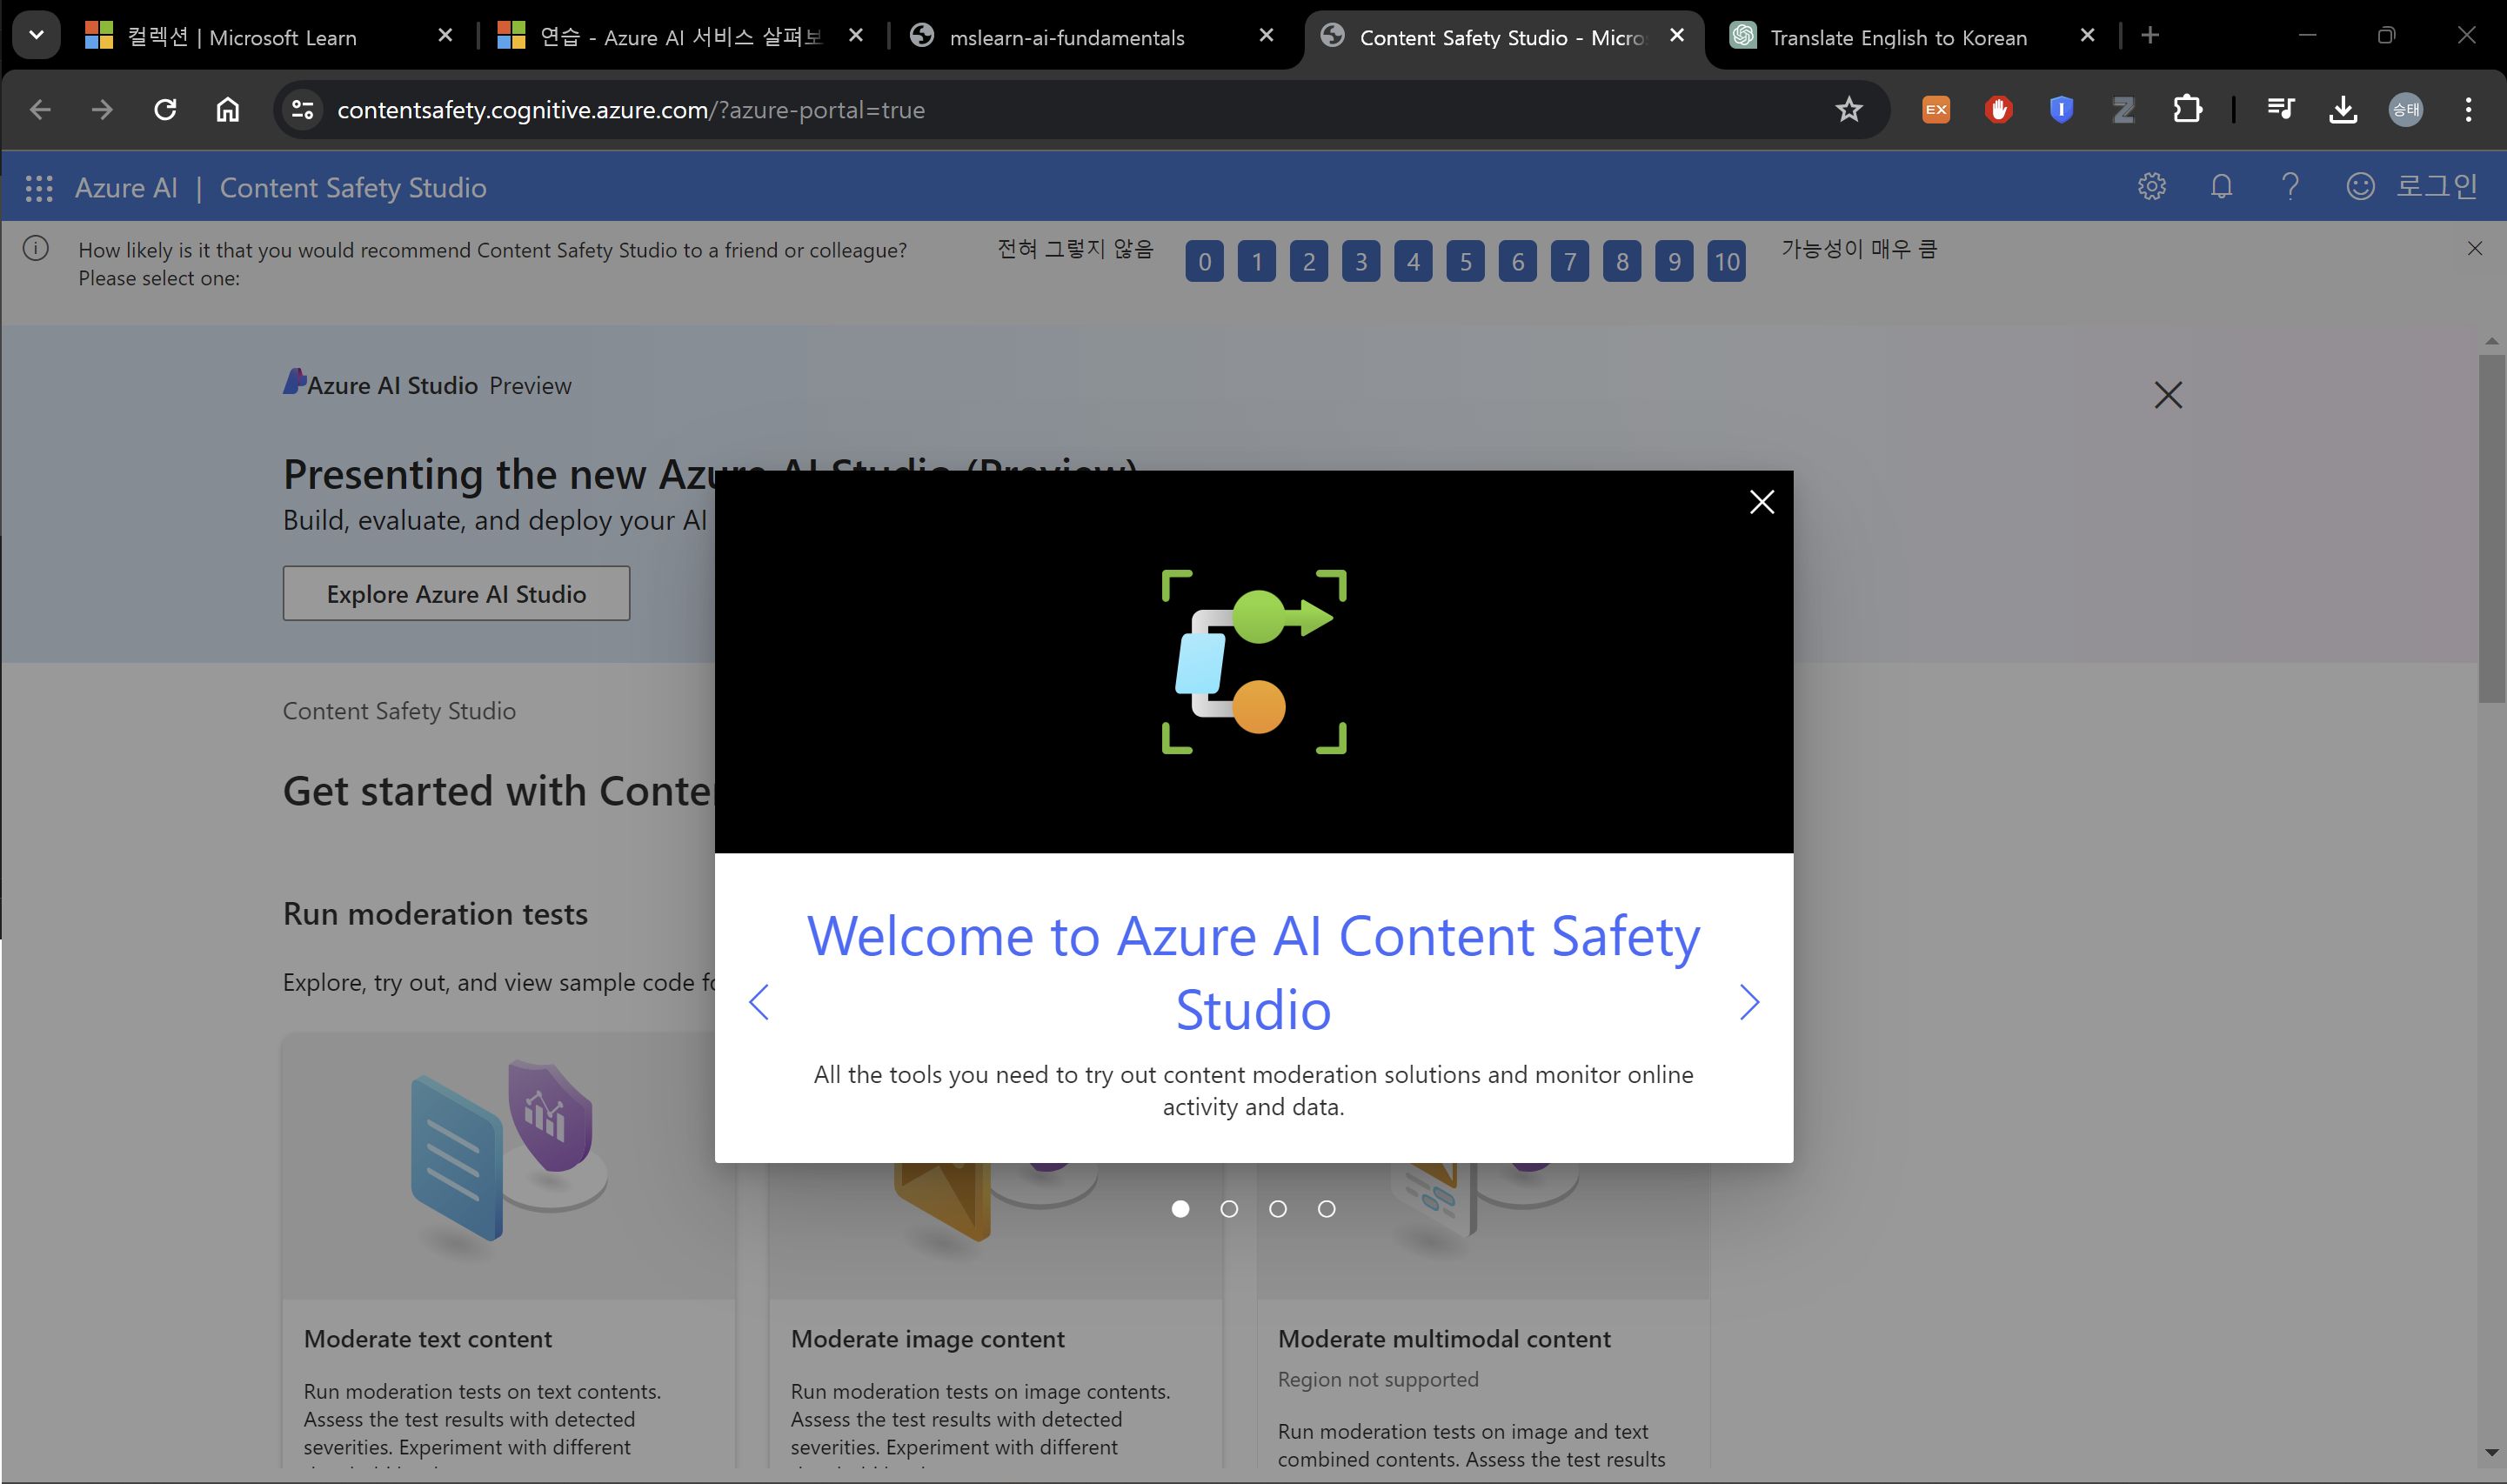 컬렉션 | Microsoft Learn
연습 - Azure AI 서비스 살펴보
mslearn-ai-fundamentals
Content Safety Studio - Micro
Translate English to Korean
contentsafety.cognitive.azure.com/?azure-portal=true
EX
승태
Azure AI | Content Safety Studio
로그인
How likely is it that you would recommend Content Safety Studio to a friend or colleague?
Please select one:
전혀 그렇지 않음
0 1 2 3 4 5 6 7 8 9 10
가능성이 매우 큼
Azure AI Studio Preview
Presenting the new Azure AI Studio (Preview)
Build, evaluate, and deploy your AI
Explore Azure AI Studio
Content Safety Studio
Get started with Conte
Run moderation tests
Explore, try out, and view sample code fo
Welcome to Azure AI Content Safety
Studio
All the tools you need to try out content moderation solutions and monitor online
activity and data.
Moderate text content
Run moderation tests on text contents.
Assess the test results with detected
severities. Experiment with different
Moderate image content
Run moderation tests on image contents.
Assess the test results with detected
severities. Experiment with different
Moderate multimodal content
Region not supported
Run moderation tests on image and text
combined contents. Assess the test results